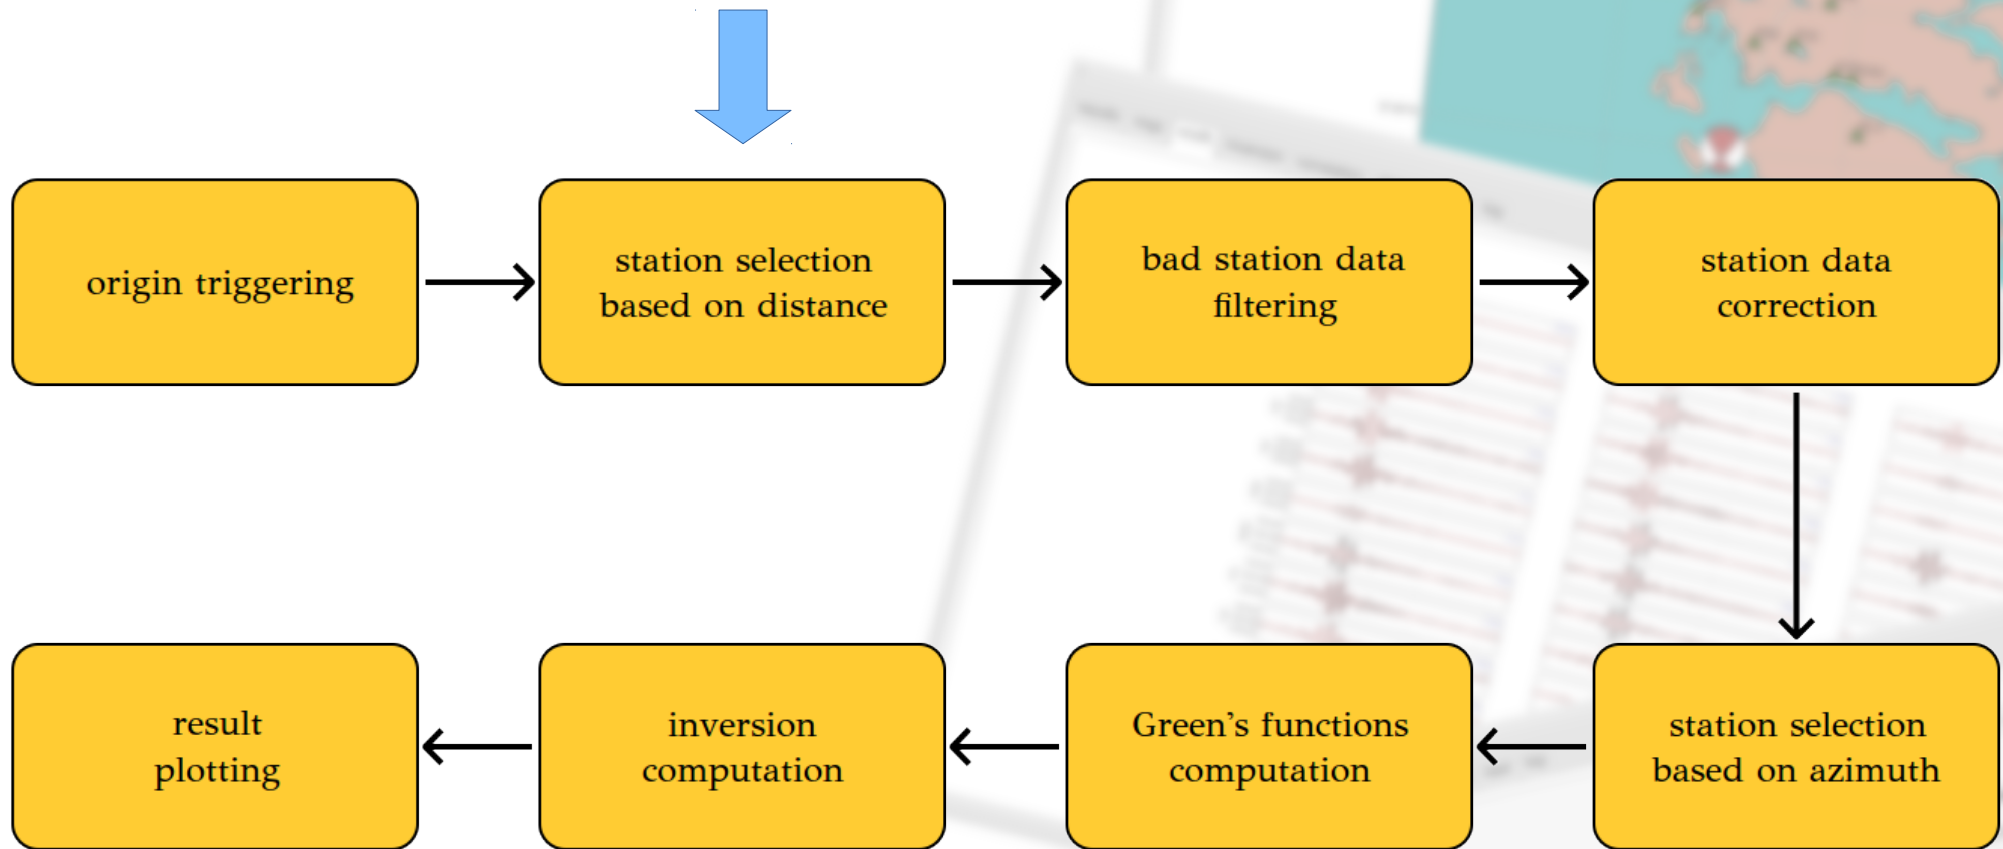 origin triggering
station selection
based on distance
bad station data
filtering
station data
correction
station selection
based on azimuth
Green's functions
computation
inversion
computation
result
plotting